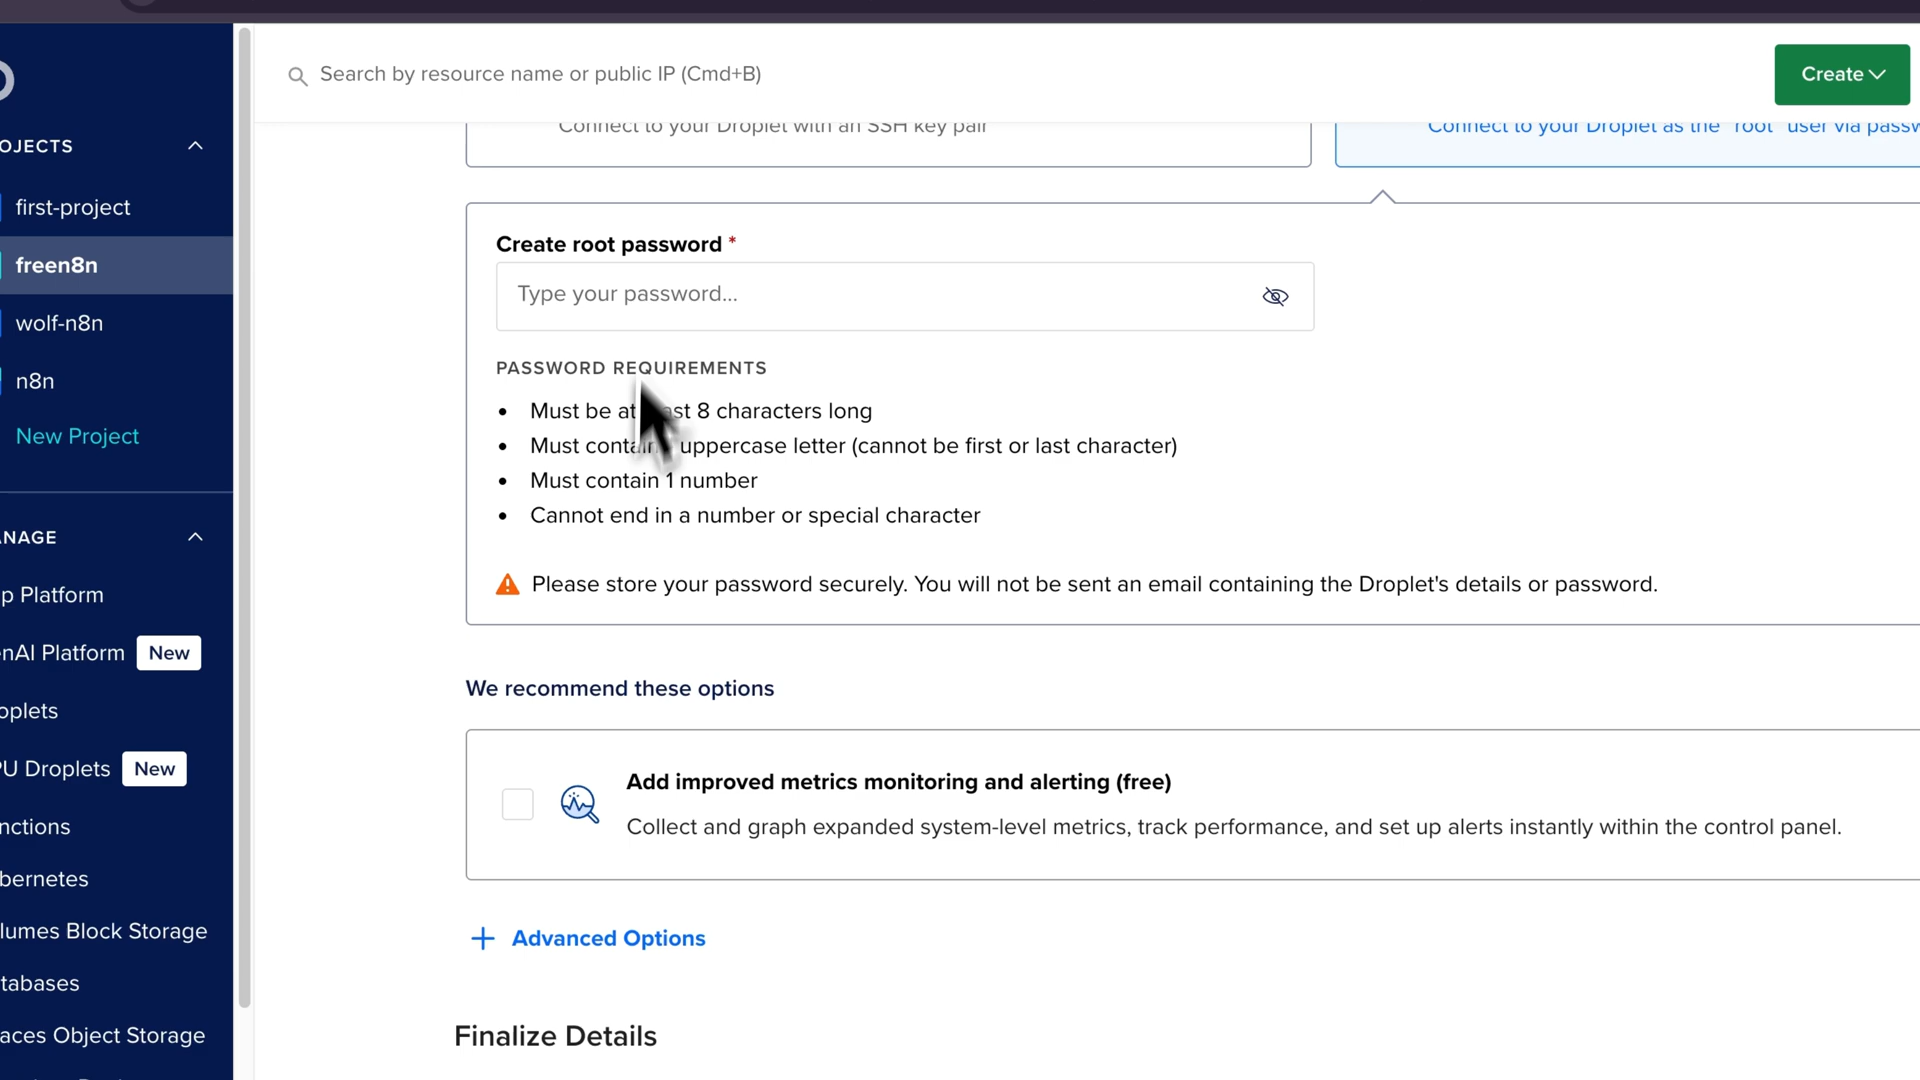 Search by resource name or public IP (Cmd+B)
Create
Connect to your Droplet with an SSH key pair
Connect to your Droplet as the "root" user via passw
OJECTS
first-project
freen8n
wolf-n8n
n8n
New Project
ANAGE
p Platform
enAI Platform New
oplets
PU Droplets New
nctions
bernetes
lumes Block Storage
tabases
aces Object Storage
Create root password *
Type your password...
PASSWORD REQUIREMENTS
• Must be at least 8 characters long
• Must contain uppercase letter (cannot be first or last character)
• Must contain 1 number
• Cannot end in a number or special character
Please store your password securely. You will not be sent an email containing the Droplet's details or password.
We recommend these options
Add improved metrics monitoring and alerting (free)
Collect and graph expanded system-level metrics, track performance, and set up alerts instantly within the control panel.
+ Advanced Options
Finalize Details